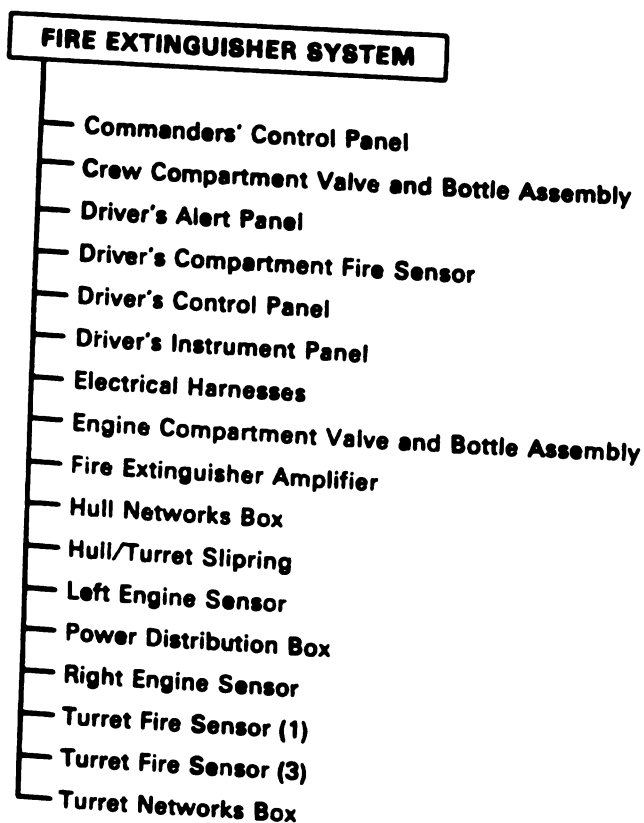 FIRE EXTINGUISHER SYSTEM
Commanders' Control Panel
Crew Compartment Valve and Bottle Assembly
Driver's Alert Panel
Driver's Compartment Fire Sensor
Driver's Control Panel
Driver's Instrument Panel
Electrical Harnesses
Engine Compartment Valve and Bottle Assembly
Fire Extinguisher Amplifier
Hull Networks Box
Hull/Turret Slipring
Left Engine Sensor
Power Distribution Box
Right Engine Sensor
Turret Fire Sensor (1)
Turret Fire Sensor (3)
Turret Networks Box